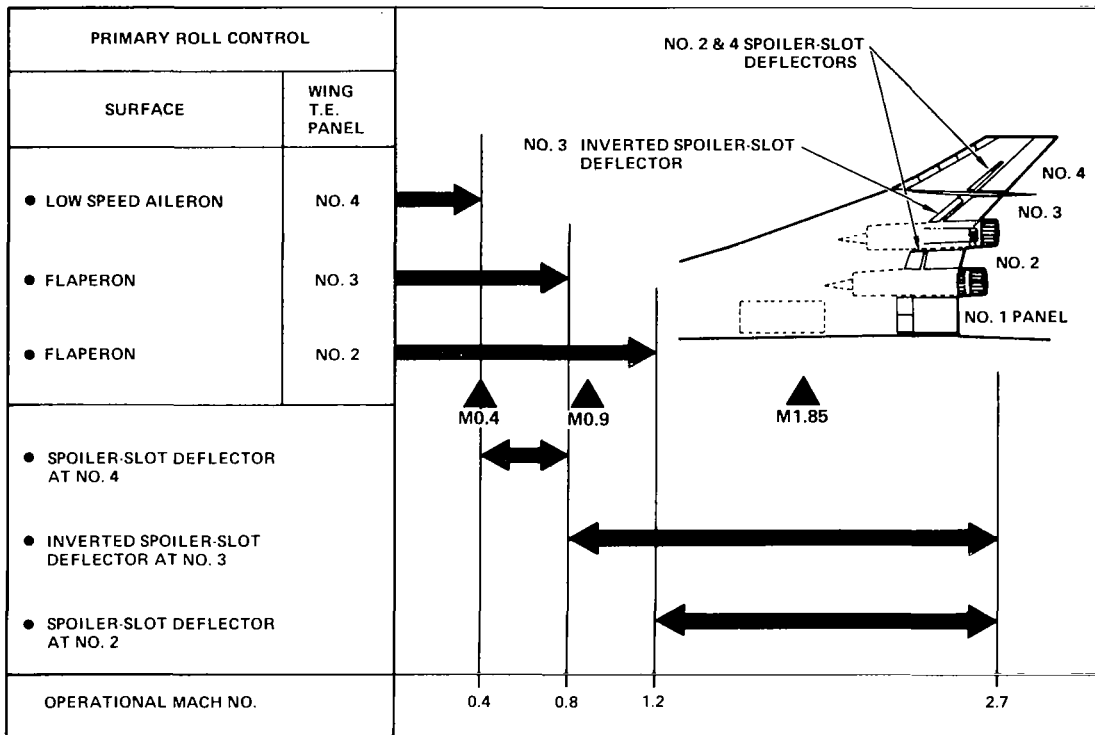 PRIMARY ROLL CONTROL
SURFACE
WING
T.E.
PANEL
● LOW SPEED AILERON NO. 4
● FLAPERON NO. 3
● FLAPERON NO. 2
NO. 2 & 4 SPOILER-SLOT
DEFLECTORS
NO. 3 INVERTED SPOILER-SLOT
DEFLECTOR
NO. 4
NO. 3
NO. 2
NO. 1 PANEL
M0.4 M0.9 M1.85
● SPOILER-SLOT DEFLECTOR
AT NO. 4
● INVERTED SPOILER-SLOT
DEFLECTOR AT NO. 3
● SPOILER-SLOT DEFLECTOR
AT NO. 2
OPERATIONAL MACH NO. 0.4 0.8 1.2 2.7